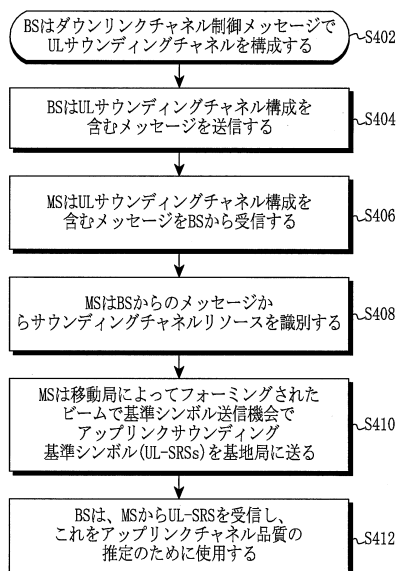 BSはダウンリンクチャネル制御メッセージで
ULサウンディングチャネルを構成する
S402
BSはULサウンディングチャネル構成を
含むメッセージを送信する
S404
MSはULサウンディングチャネル構成を
含むメッセージをBSから受信する
S406
MSはBSからのメッセージか
らサウンディングチャネルリソースを識別する
S408
MSは移動局によってフォーミングされた
ビームで基準シンボル送信機会で
アップリンクサウンディング
基準シンボル(UL-SRSs)を基地局に送る
S410
BSは、MSからUL-SRSを受信し、
これをアップリンクチャネル品質の
推定のために使用する
S412